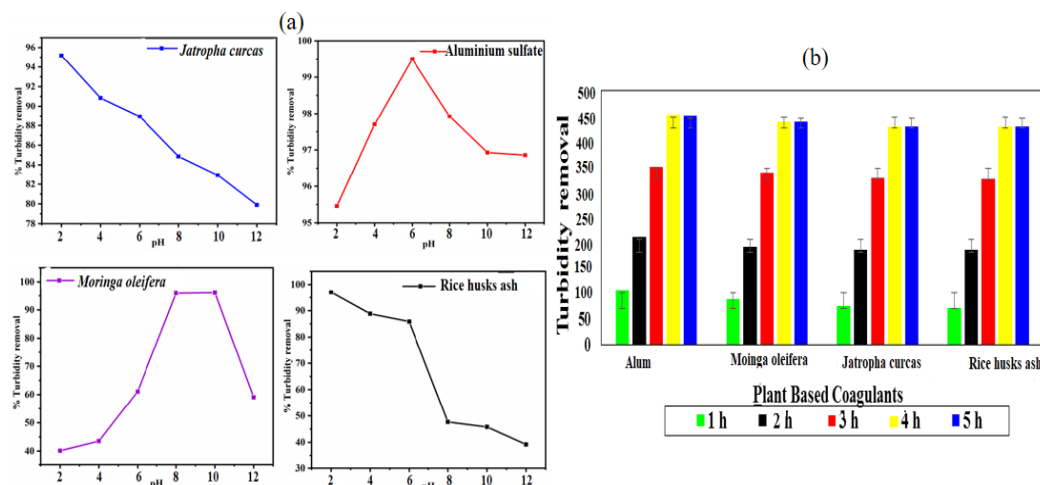 (a)
Jatropha curcas
% Turbidity removal
96
94
92
90
88
86
84
82
80
78
2 4 6 8 10 12
pH
Aluminium sulfate
% Turbidity removal
100
99
98
97
96
95
2 4 6 8 10 12
pH
Moringa oleifera
% Turbidity removal
100
90
80
70
60
50
40
2 4 6 8 10 12
pH
Rice husks ash
% Turbidity removal
100
90
80
70
60
50
40
30
2 4 6 8 10 12
pH
(b)
Turbidity removal
500
450
400
350
300
250
200
150
100
50
0
Alum Moinga oleifera Jatropha curcas Rice husks ash
Plant Based Coagulants
1 h 2 h 3 h 4 h 5 h